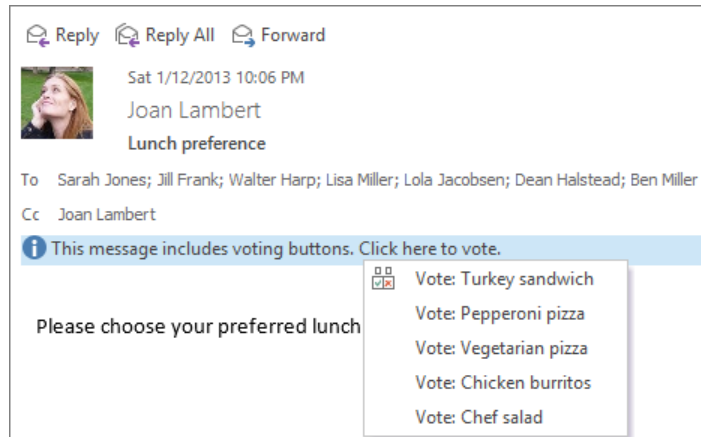 Reply Reply All Forward
Sat 1/12/2013 10:06 PM
Joan Lambert
Lunch preference
To Sarah Jones; Jill Frank; Walter Harp; Lisa Miller; Lola Jacobsen; Dean Halstead; Ben Miller
Cc Joan Lambert
This message includes voting buttons. Click here to vote.
Vote: Turkey sandwich
Vote: Pepperoni pizza
Please choose your preferred lunch
Vote: Vegetarian pizza
Vote: Chicken burritos
Vote: Chef salad